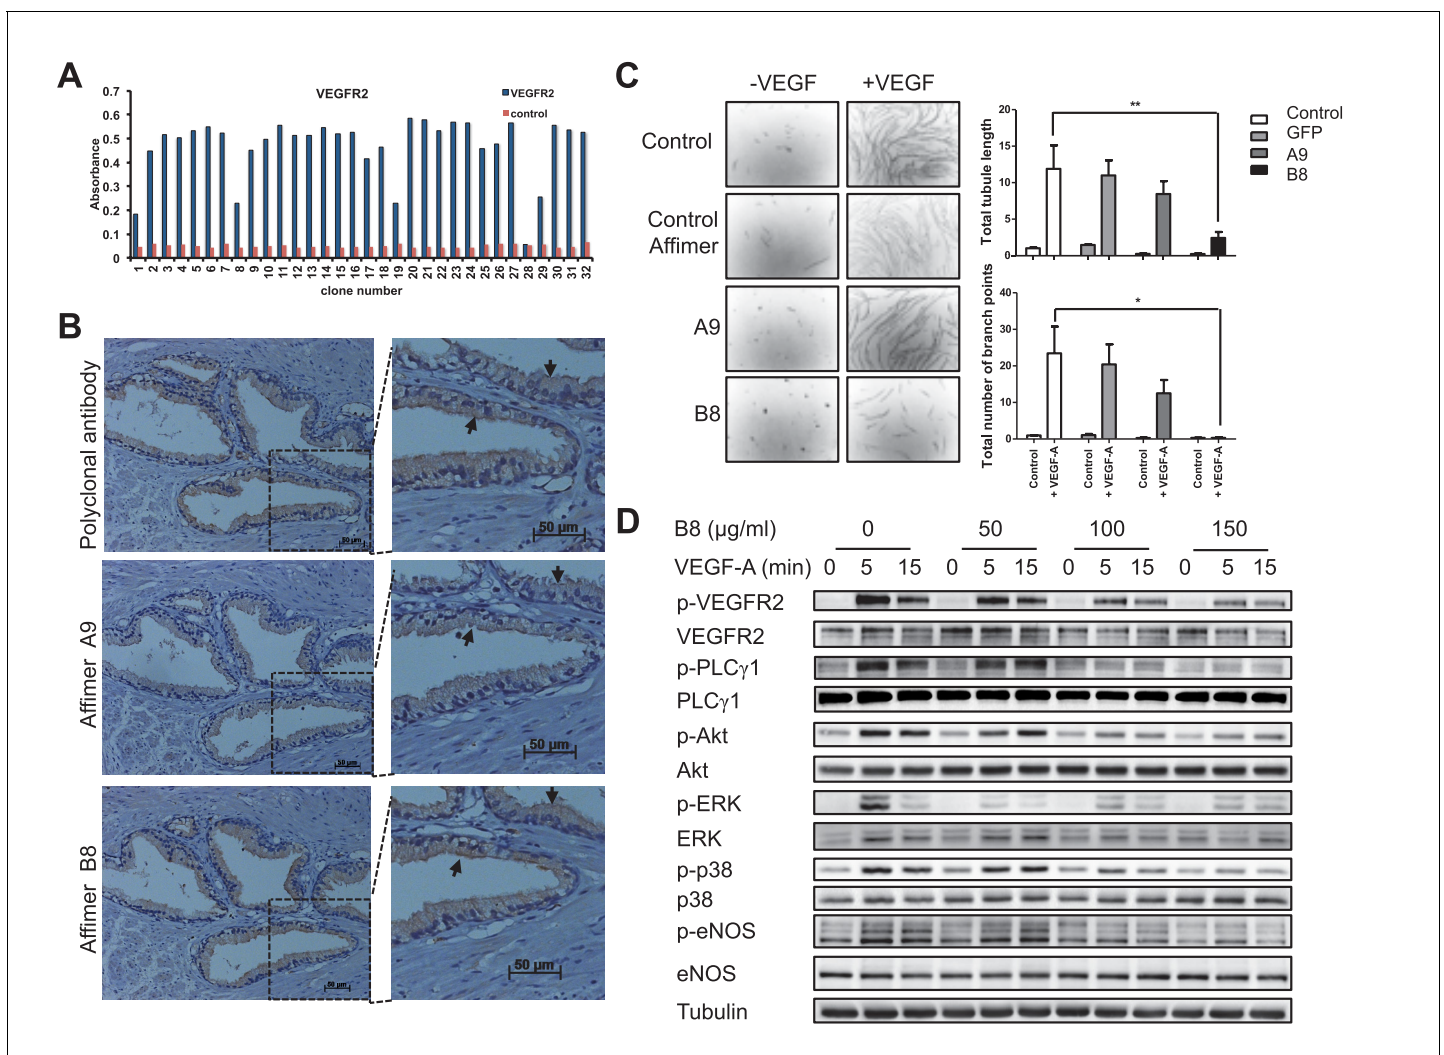 A
VEGFR2
VEGFR2
control
Absorbance
0.7
0.6
0.5
0.4
0.3
0.2
0.1
0
1 2 3 4 5 6 7 8 9 10 11 12 13 14 15 16 17 18 19 20 21 22 23 24 25 26 27 28 29 30 31 32
clone number
B
Polyclonal antibody
50 µm
50 µm
Affimer A9
50 µm
50 µm
Affimer B8
50 µm
50 µm
C
-VEGF +VEGF
Control
Control
Affimer
A9
B8
Total tubule length
20
15
10
5
0
**
Control
GFP
A9
B8
Total number of branch points
40
30
20
10
0
*
Control + VEGF-A Control + VEGF-A Control + VEGF-A Control + VEGF-A
D
B8 (µg/ml) 0 50 100 150
VEGF-A (min) 0 5 15 0 5 15 0 5 15 0 5 15
p-VEGFR2
VEGFR2
p-PLCγ1
PLCγ1
p-Akt
Akt
p-ERK
ERK
p-p38
p38
p-eNOS
eNOS
Tubulin